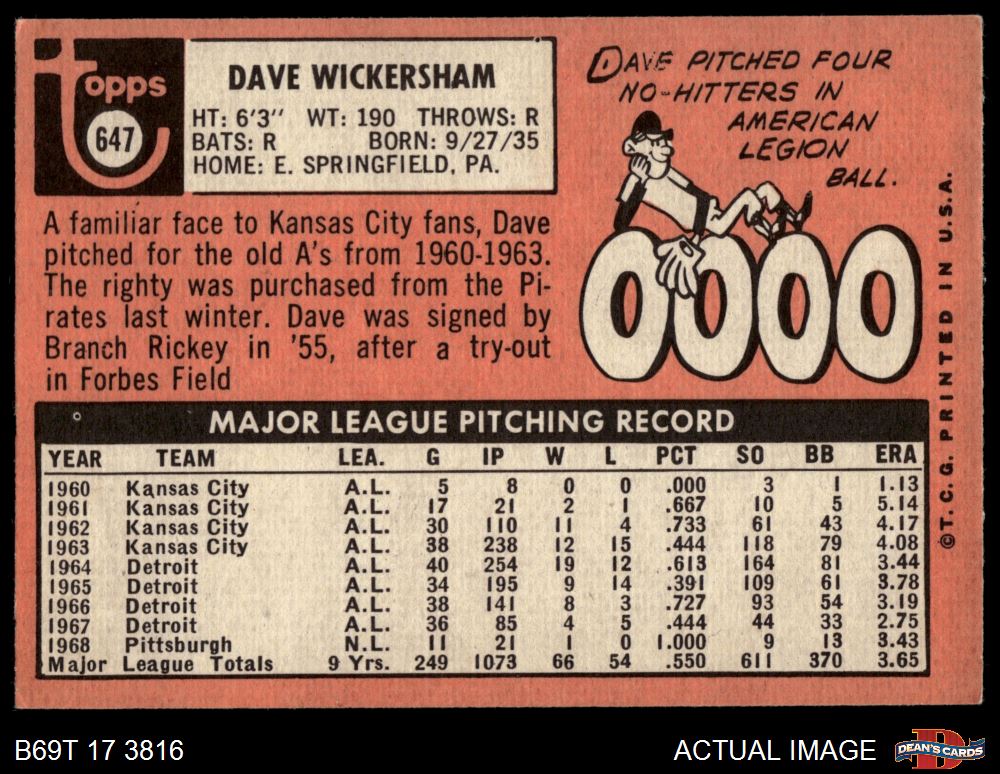 Topps
647
DAVE WICKERSHAM
HT: 6'3" WT: 190 THROWS: R
BATS: R BORN: 9/27/35
HOME: E. SPRINGFIELD, PA.
DAVE PITCHED FOUR
NO-HITTERS IN
AMERICAN
LEGION
BALL.
A familiar face to Kansas City fans, Dave
pitched for the old A's from 1960-1963.
The righty was purchased from the Pi-
rates last winter. Dave was signed by
Branch Rickey in '55, after a try-out
in Forbes Field
0000
MAJOR LEAGUE PITCHING RECORD
YEAR TEAM LEA. G IP W L PCT SO BB ERA
1960 Kansas City A.L. 5 8 0 0 .000 3 1 1.13
1961 Kansas City A.L. 17 21 2 1 .667 10 5 5.14
1962 Kansas City A.L. 30 110 11 4 .733 61 43 4.17
1963 Kansas City A.L. 38 238 12 15 .444 118 79 4.08
1964 Detroit A.L. 40 254 19 12 .613 164 81 3.44
1965 Detroit A.L. 34 195 9 14 .391 109 61 3.78
1966 Detroit A.L. 38 141 8 3 .727 93 54 3.19
1967 Detroit A.L. 36 85 4 5 .444 44 33 2.75
1968 Pittsburgh N.L. 11 21 1 0 1.000 9 13 3.43
Major League Totals 9 Yrs. 249 1073 66 54 .550 611 370 3.65
©T.C.G. PRINTED IN U.S.A.
B69T 17 3816
ACTUAL IMAGE
D
DEAN'S CARDS